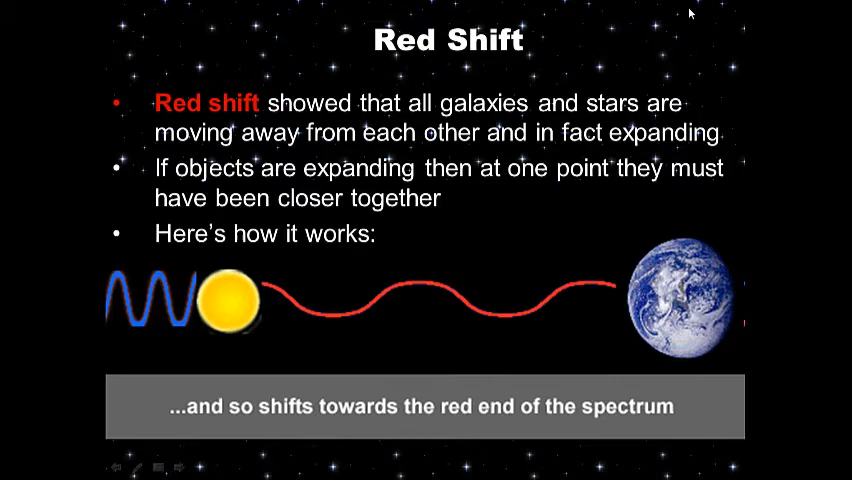 Red Shift
• Red shift showed that all galaxies and stars are
moving away from each other and in fact expanding
• If objects are expanding then at one point they must
have been closer together
• Here’s how it works:
...and so shifts towards the red end of the spectrum